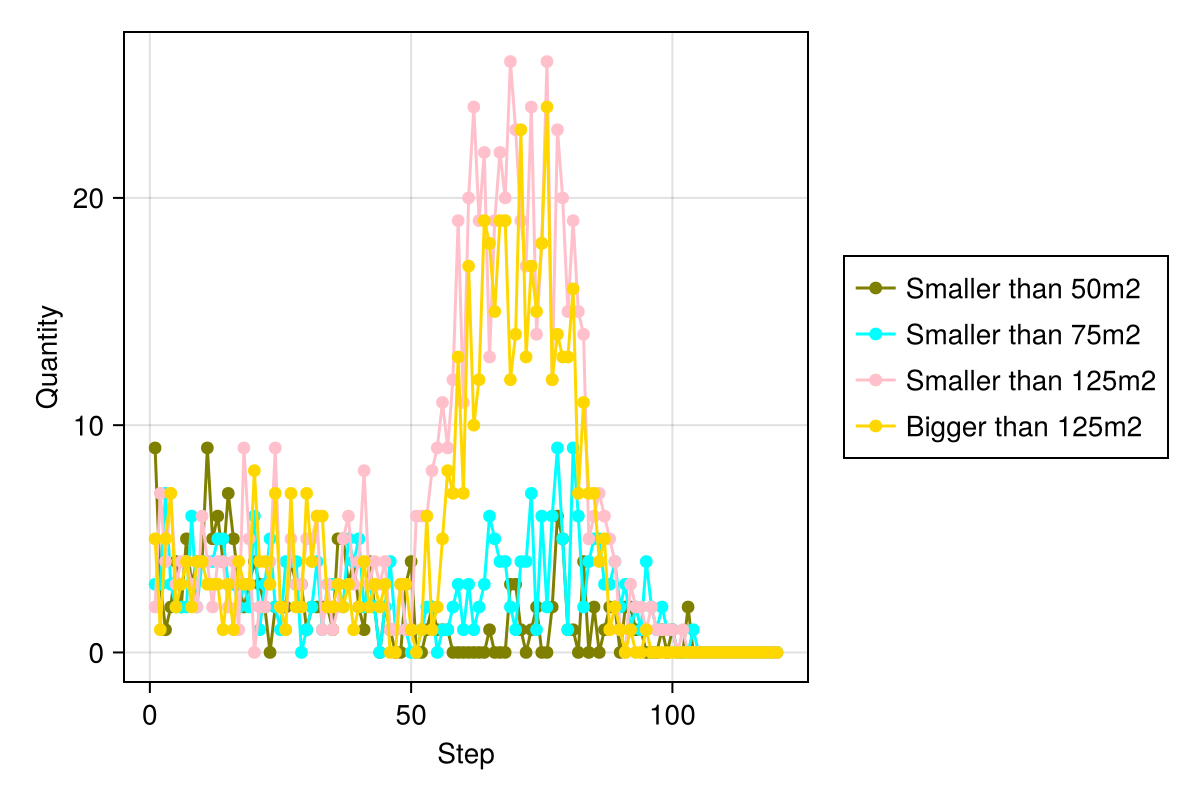 20
10
0
Quantity
0
50
100
Step
Smaller than 50m2
Smaller than 75m2
Smaller than 125m2
Bigger than 125m2